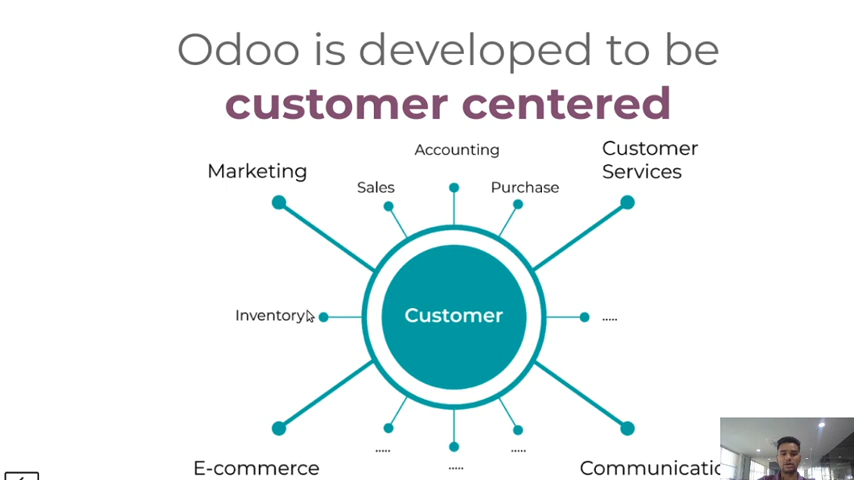 Odoo is developed to be
customer centered
Accounting
Customer
Services
Marketing
Sales
Purchase
Inventory
Customer
.....
.....
.....
.....
E-commerce
Communicatio